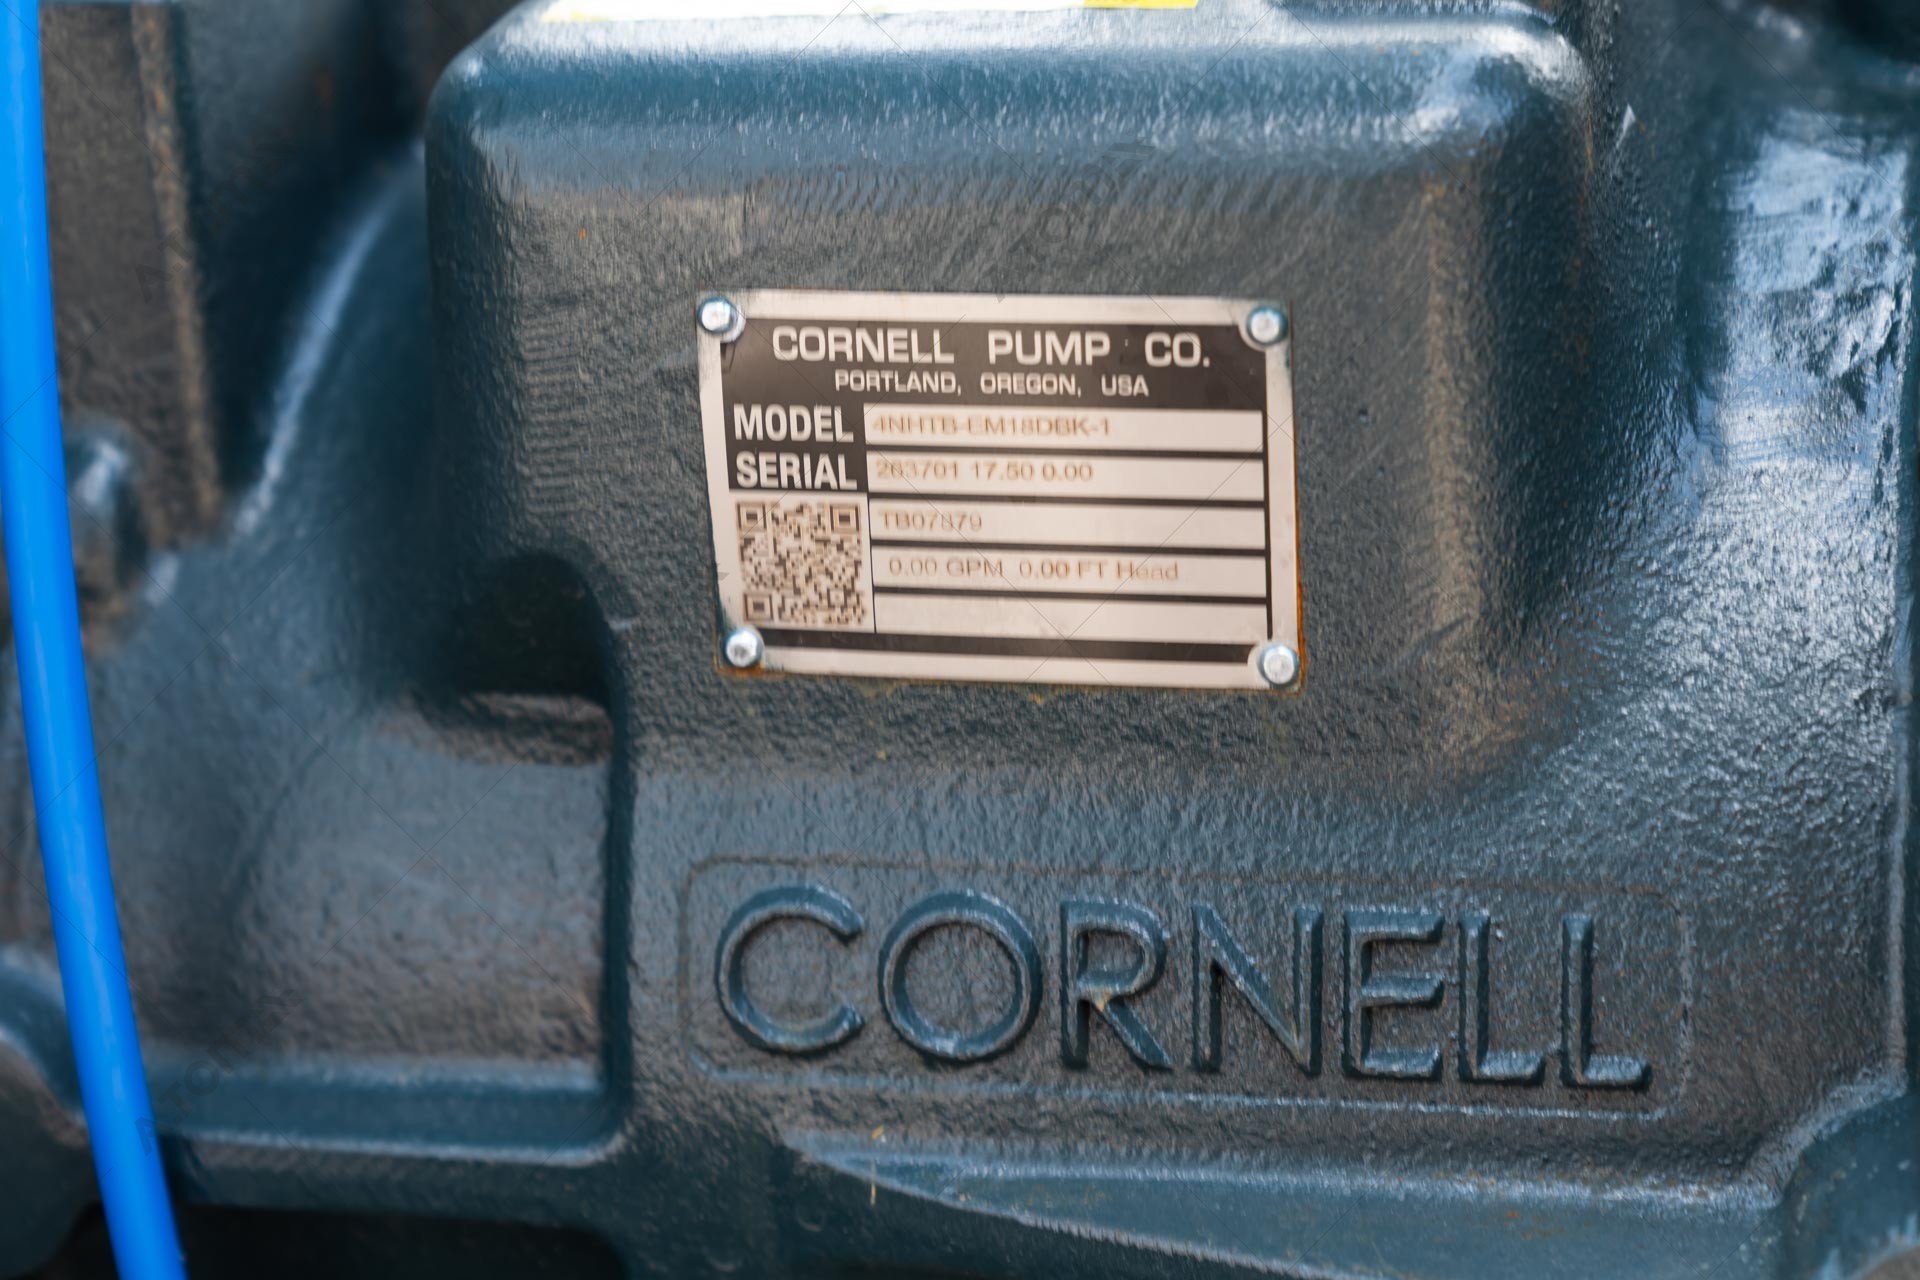 CORNELL PUMP CO.
PORTLAND, OREGON, USA
MODEL 4NHTB-EM18DBK-1
SERIAL 283701 17.50 0.00
TB07879
0.00 GPM 0.00 FT Head
CORNELL